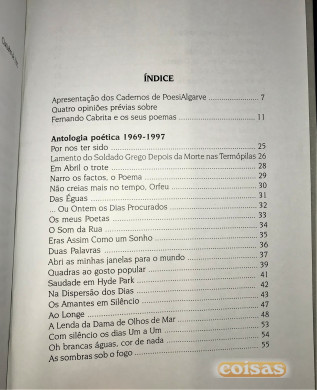 ÍNDICE
Apresentação dos Cadernos de PoesiAlgarve 7
Quatro opiniões prévias sobre
Fernando Cabrita e os seus poemas 11
Antologia poética 1969-1997
Por nos ter sido 25
Lamento do Soldado Grego Depois da Morte nas Termópilas 26
Em Abril o trote 28
Narro os factos, o Poema 29
Não creias mais no tempo, Orfeu 30
Das Éguas 31
... Ou Ontem os Dias Procurados 32
Os meus Poetas 33
O Som da Rua 34
Eras Assim como um Sonho 35
Duas Palavras 36
Abri as minhas janelas para o mundo 37
Quadras ao gosto popular 39
Saudade em Hyde Park 41
Na Dispersão dos Dias 42
Os Amantes em Silêncio 43
Ao Longe 47
A Lenda da Dama de Olhos de Mar 48
Com silêncio os dias Um a Um 53
Oh brancas águas, cor de nada 54
As sombras sob o fogo 55
coisas